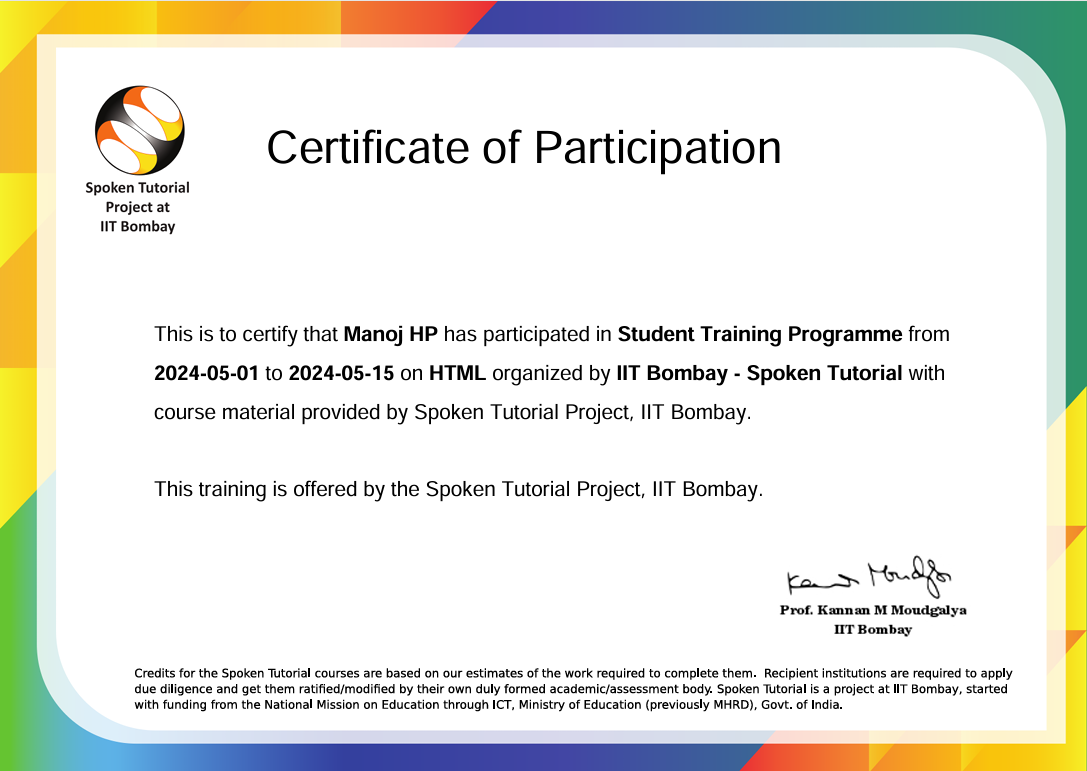 Spoken Tutorial
Project at
IIT Bombay
Certificate of Participation
This is to certify that Manoj HP has participated in Student Training Programme from
2024-05-01 to 2024-05-15 on HTML organized by IIT Bombay - Spoken Tutorial with
course material provided by Spoken Tutorial Project, IIT Bombay.
This training is offered by the Spoken Tutorial Project, IIT Bombay.
Prof. Kannan M Moudgalya
IIT Bombay
Credits for the Spoken Tutorial courses are based on our estimates of the work required to complete them. Recipient institutions are required to apply
due diligence and get them ratified/modified by their own duly formed academic/assessment body. Spoken Tutorial is a project at IIT Bombay, started
with funding from the National Mission on Education through ICT, Ministry of Education (previously MHRD), Govt. of India.